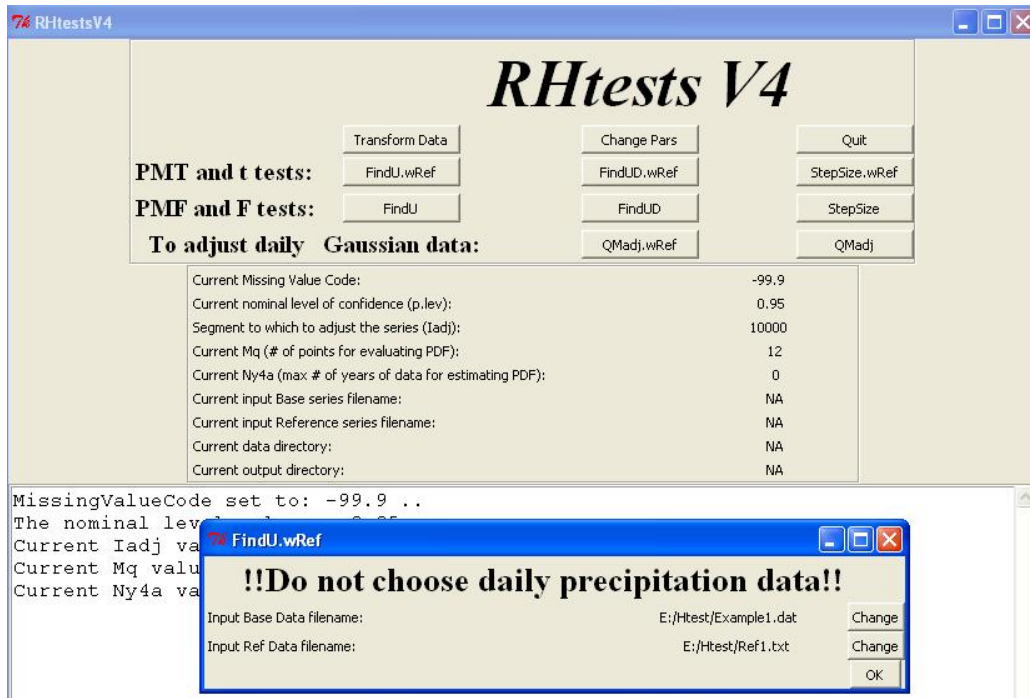 RHtestsV4
RHtests V4
Transform Data Change Pars Quit
PMT and t tests: FindU.wRef FindUD.wRef StepSize.wRef
PMF and F tests: FindU FindUD StepSize
To adjust daily Gaussian data: QMadj.wRef QMadj
Current Missing Value Code: -99.9
Current nominal level of confidence (p.lev): 0.95
Segment to which to adjust the series (Iadj): 10000
Current Mq (# of points for evaluating PDF): 12
Current Ny4a (max # of years of data for estimating PDF): 0
Current input Base series filename: NA
Current input Reference series filename: NA
Current data directory: NA
Current output directory: NA
MissingValueCode set to: -99.9 ..
The nominal lev
Current Iadj va
Current Mq valu
Current Ny4a va
FindU.wRef
!!Do not choose daily precipitation data!!
Input Base Data filename: E:/Htest/Example1.dat Change
Input Ref Data filename: E:/Htest/Ref1.txt Change
OK